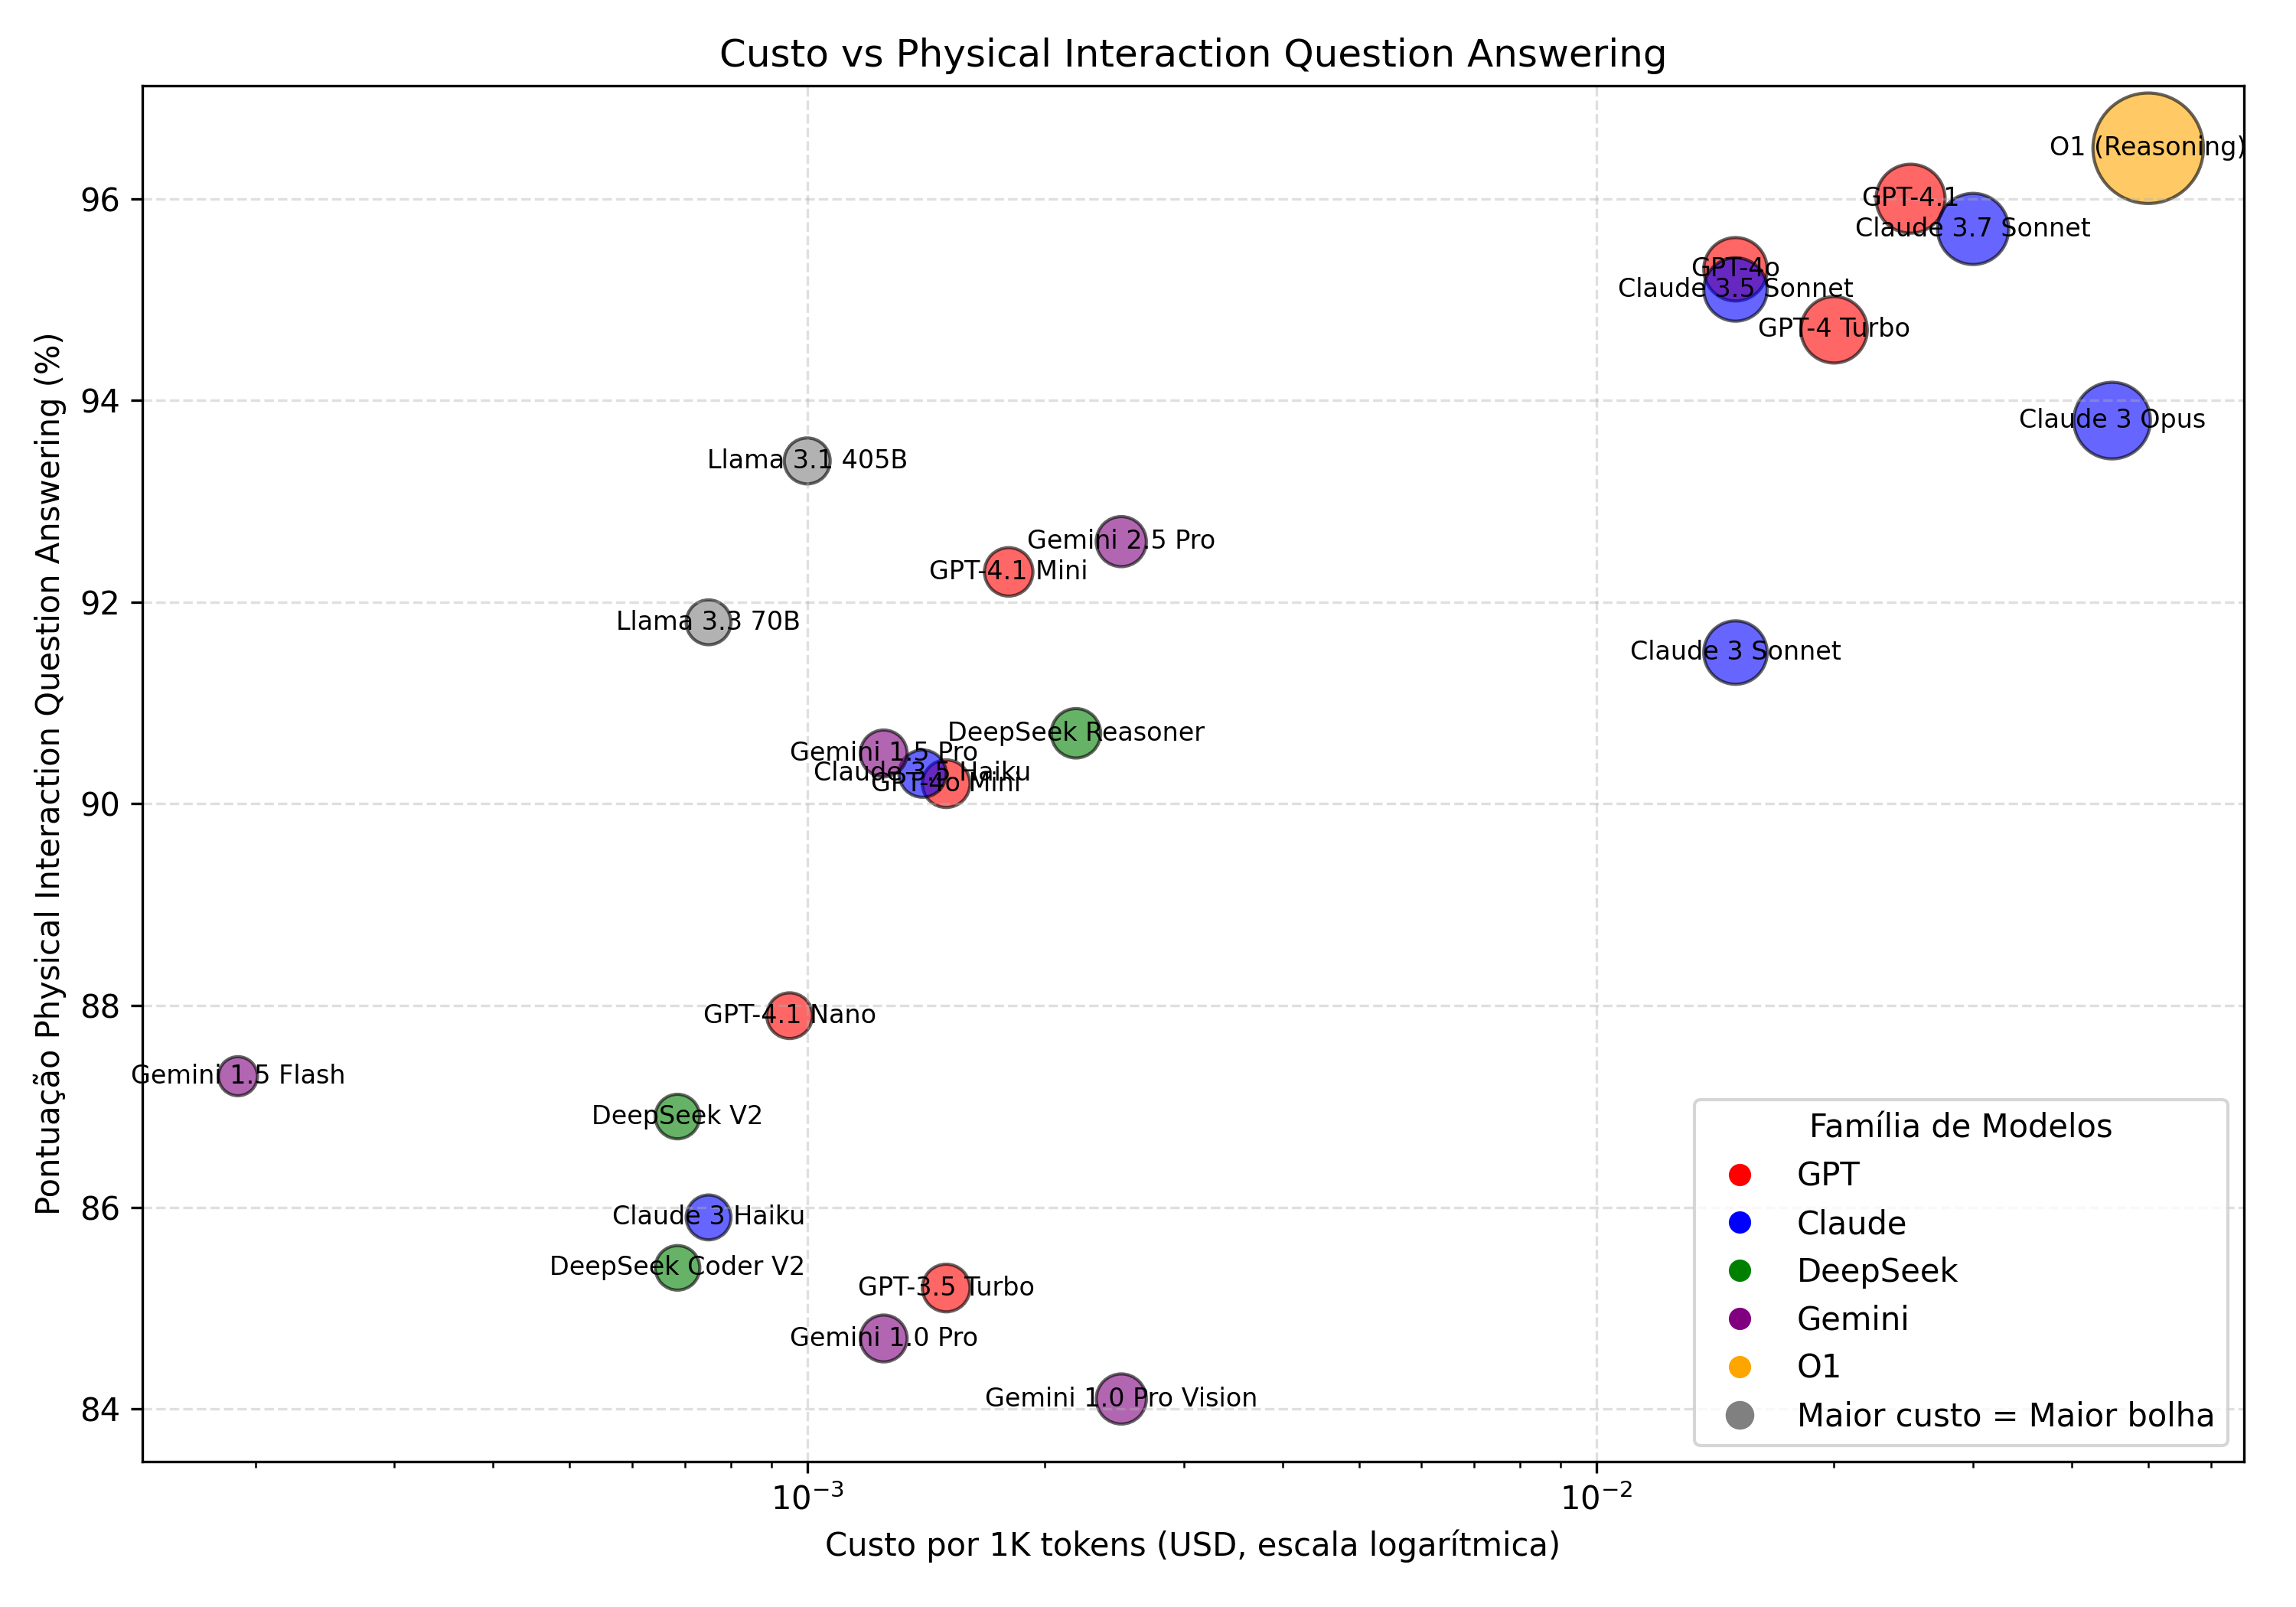 Custo vs Physical Interaction Question Answering
Pontuação Physical Interaction Question Answering (%)
96
94
92
90
88
86
84
O1 (Reasoning)
GPT-4.1
Claude 3.7 Sonnet
GPT-4o
Claude 3.5 Sonnet
GPT-4 Turbo
Claude 3 Opus
Llama 3.1 405B
Gemini 2.5 Pro
GPT-4.1 Mini
Llama 3.3 70B
Claude 3 Sonnet
DeepSeek Reasoner
Gemini 1.5 Pro
Claude 3.5 Haiku
GPT-4o Mini
GPT-4.1 Nano
Gemini 1.5 Flash
DeepSeek V2
Claude 3 Haiku
DeepSeek Coder V2
GPT-3.5 Turbo
Gemini 1.0 Pro
Gemini 1.0 Pro Vision
Família de Modelos
GPT
Claude
DeepSeek
Gemini
O1
Maior custo = Maior bolha
10⁻³
10⁻²
Custo por 1K tokens (USD, escala logarítmica)